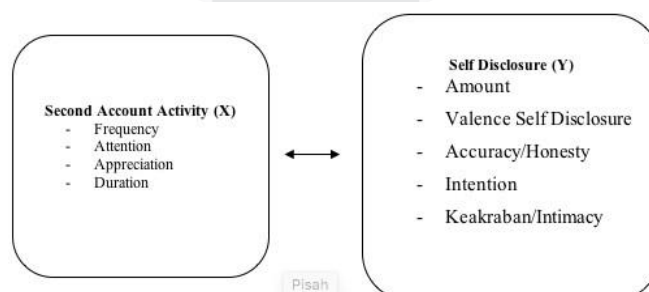 Second Account Activity (X)
- Frequency
- Attention
- Appreciation
- Duration
Self Disclosure (Y)
- Amount
- Valence Self Disclosure
- Accuracy/Honesty
- Intention
- Keakraban/Intimacy
Pisah